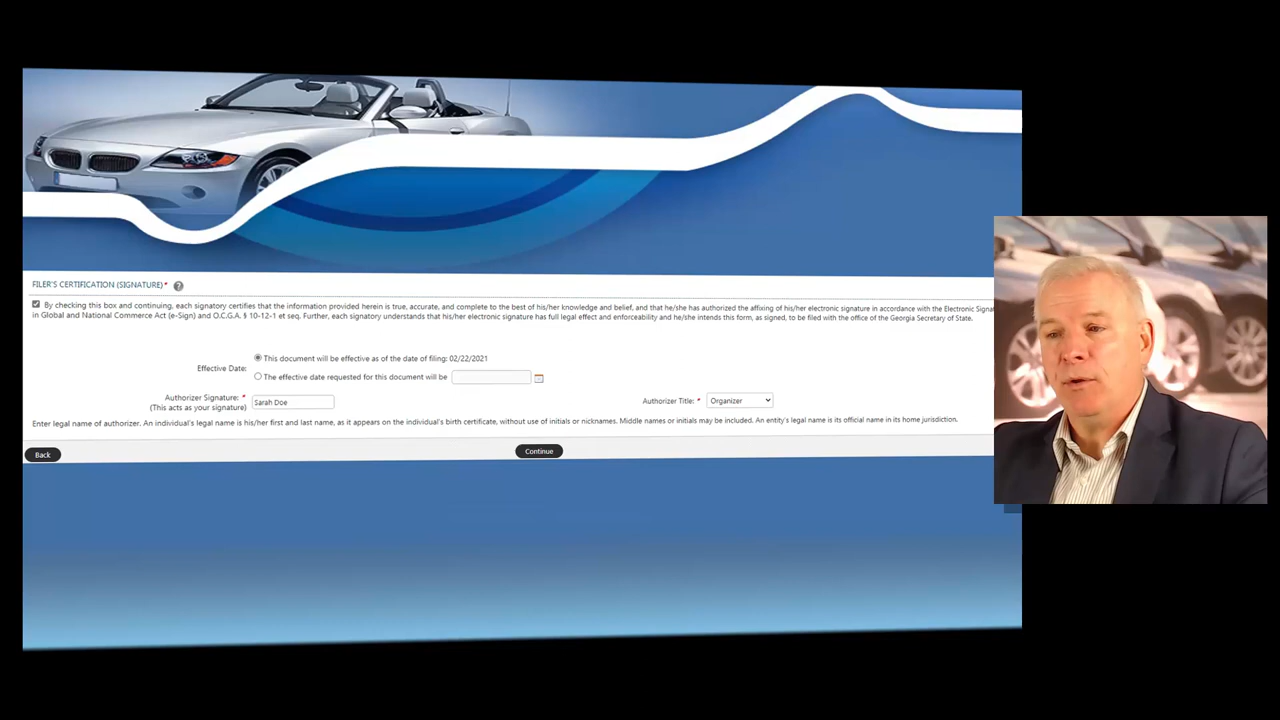 FILER'S CERTIFICATION (SIGNATURE)* ?
By checking this box and continuing, each signatory certifies that the information provided herein is true, accurate, and complete to the best of his/her knowledge and belief, and that he/she has authorized the affixing of his/her electronic signature in accordance with the Electronic
in Global and National Commerce Act (e-Sign) and O.C.G.A. § 10-12-1 et seq. Further, each signatory understands that his/her electronic signature has full legal effect and enforceability and he/she intends this form, as signed, to be filed with the office of the Georgia Secretary of State.
Effective Date:
This document will be effective as of the date of filing: 02/22/2021
The effective date requested for this document will be
Authorizer Signature: * Sarah Doe
(This acts as your signature)
Authorizer Title: * Organizer
Enter legal name of authorizer. An individual's legal name is his/her first and last name, as it appears on the individual's birth certificate, without use of initials or nicknames. Middle names or initials may be included. An entity's legal name is its official name in its home jurisdiction.
Back
Continue